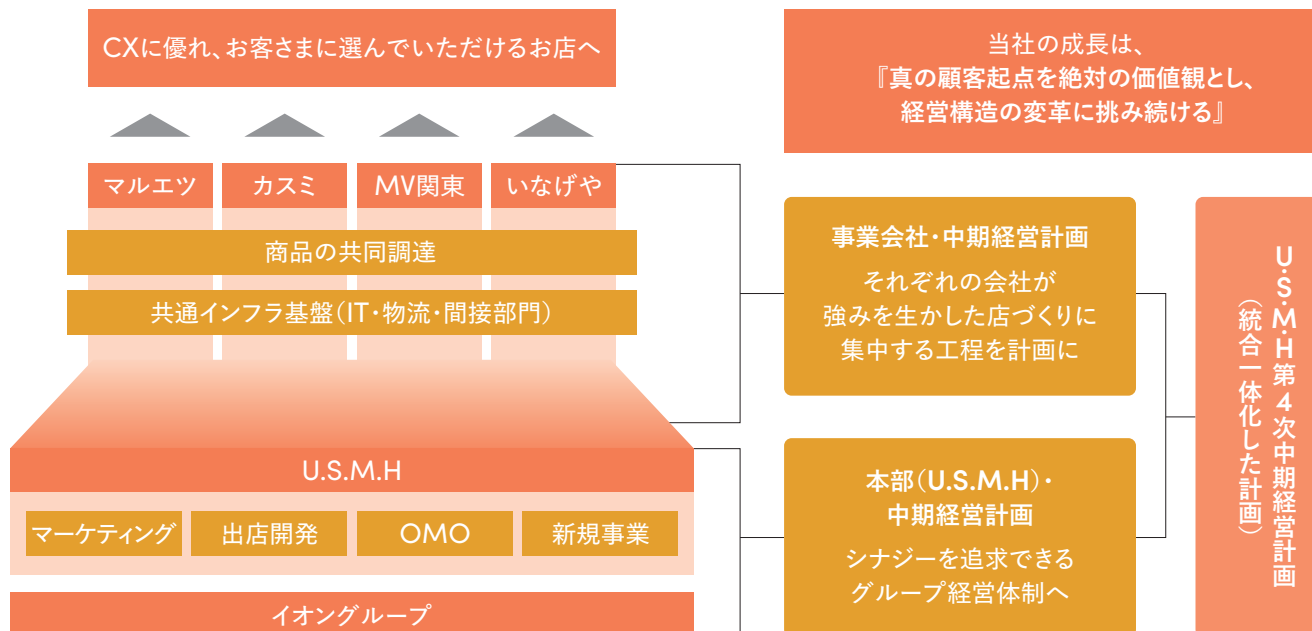 CXに優れ、お客さまに選んでいただけるお店へ
マルエツ
カスミ
MV関東
いなげや
商品の共同調達
共通インフラ基盤（IT・物流・間接部門）
U.S.M.H
マーケティング
出店開発
OMO
新規事業
イオングループ
当社の成長は、
『真の顧客起点を絶対の価値観とし、
経営構造の変革に挑み続ける』
事業会社・中期経営計画
それぞれの会社が
強みを生かした店づくりに
集中する工程を計画に
本部（U.S.M.H）・
中期経営計画
シナジーを追求できる
グループ経営体制へ
U.S.M.H第4次中期経営計画
（統合一体化した計画）